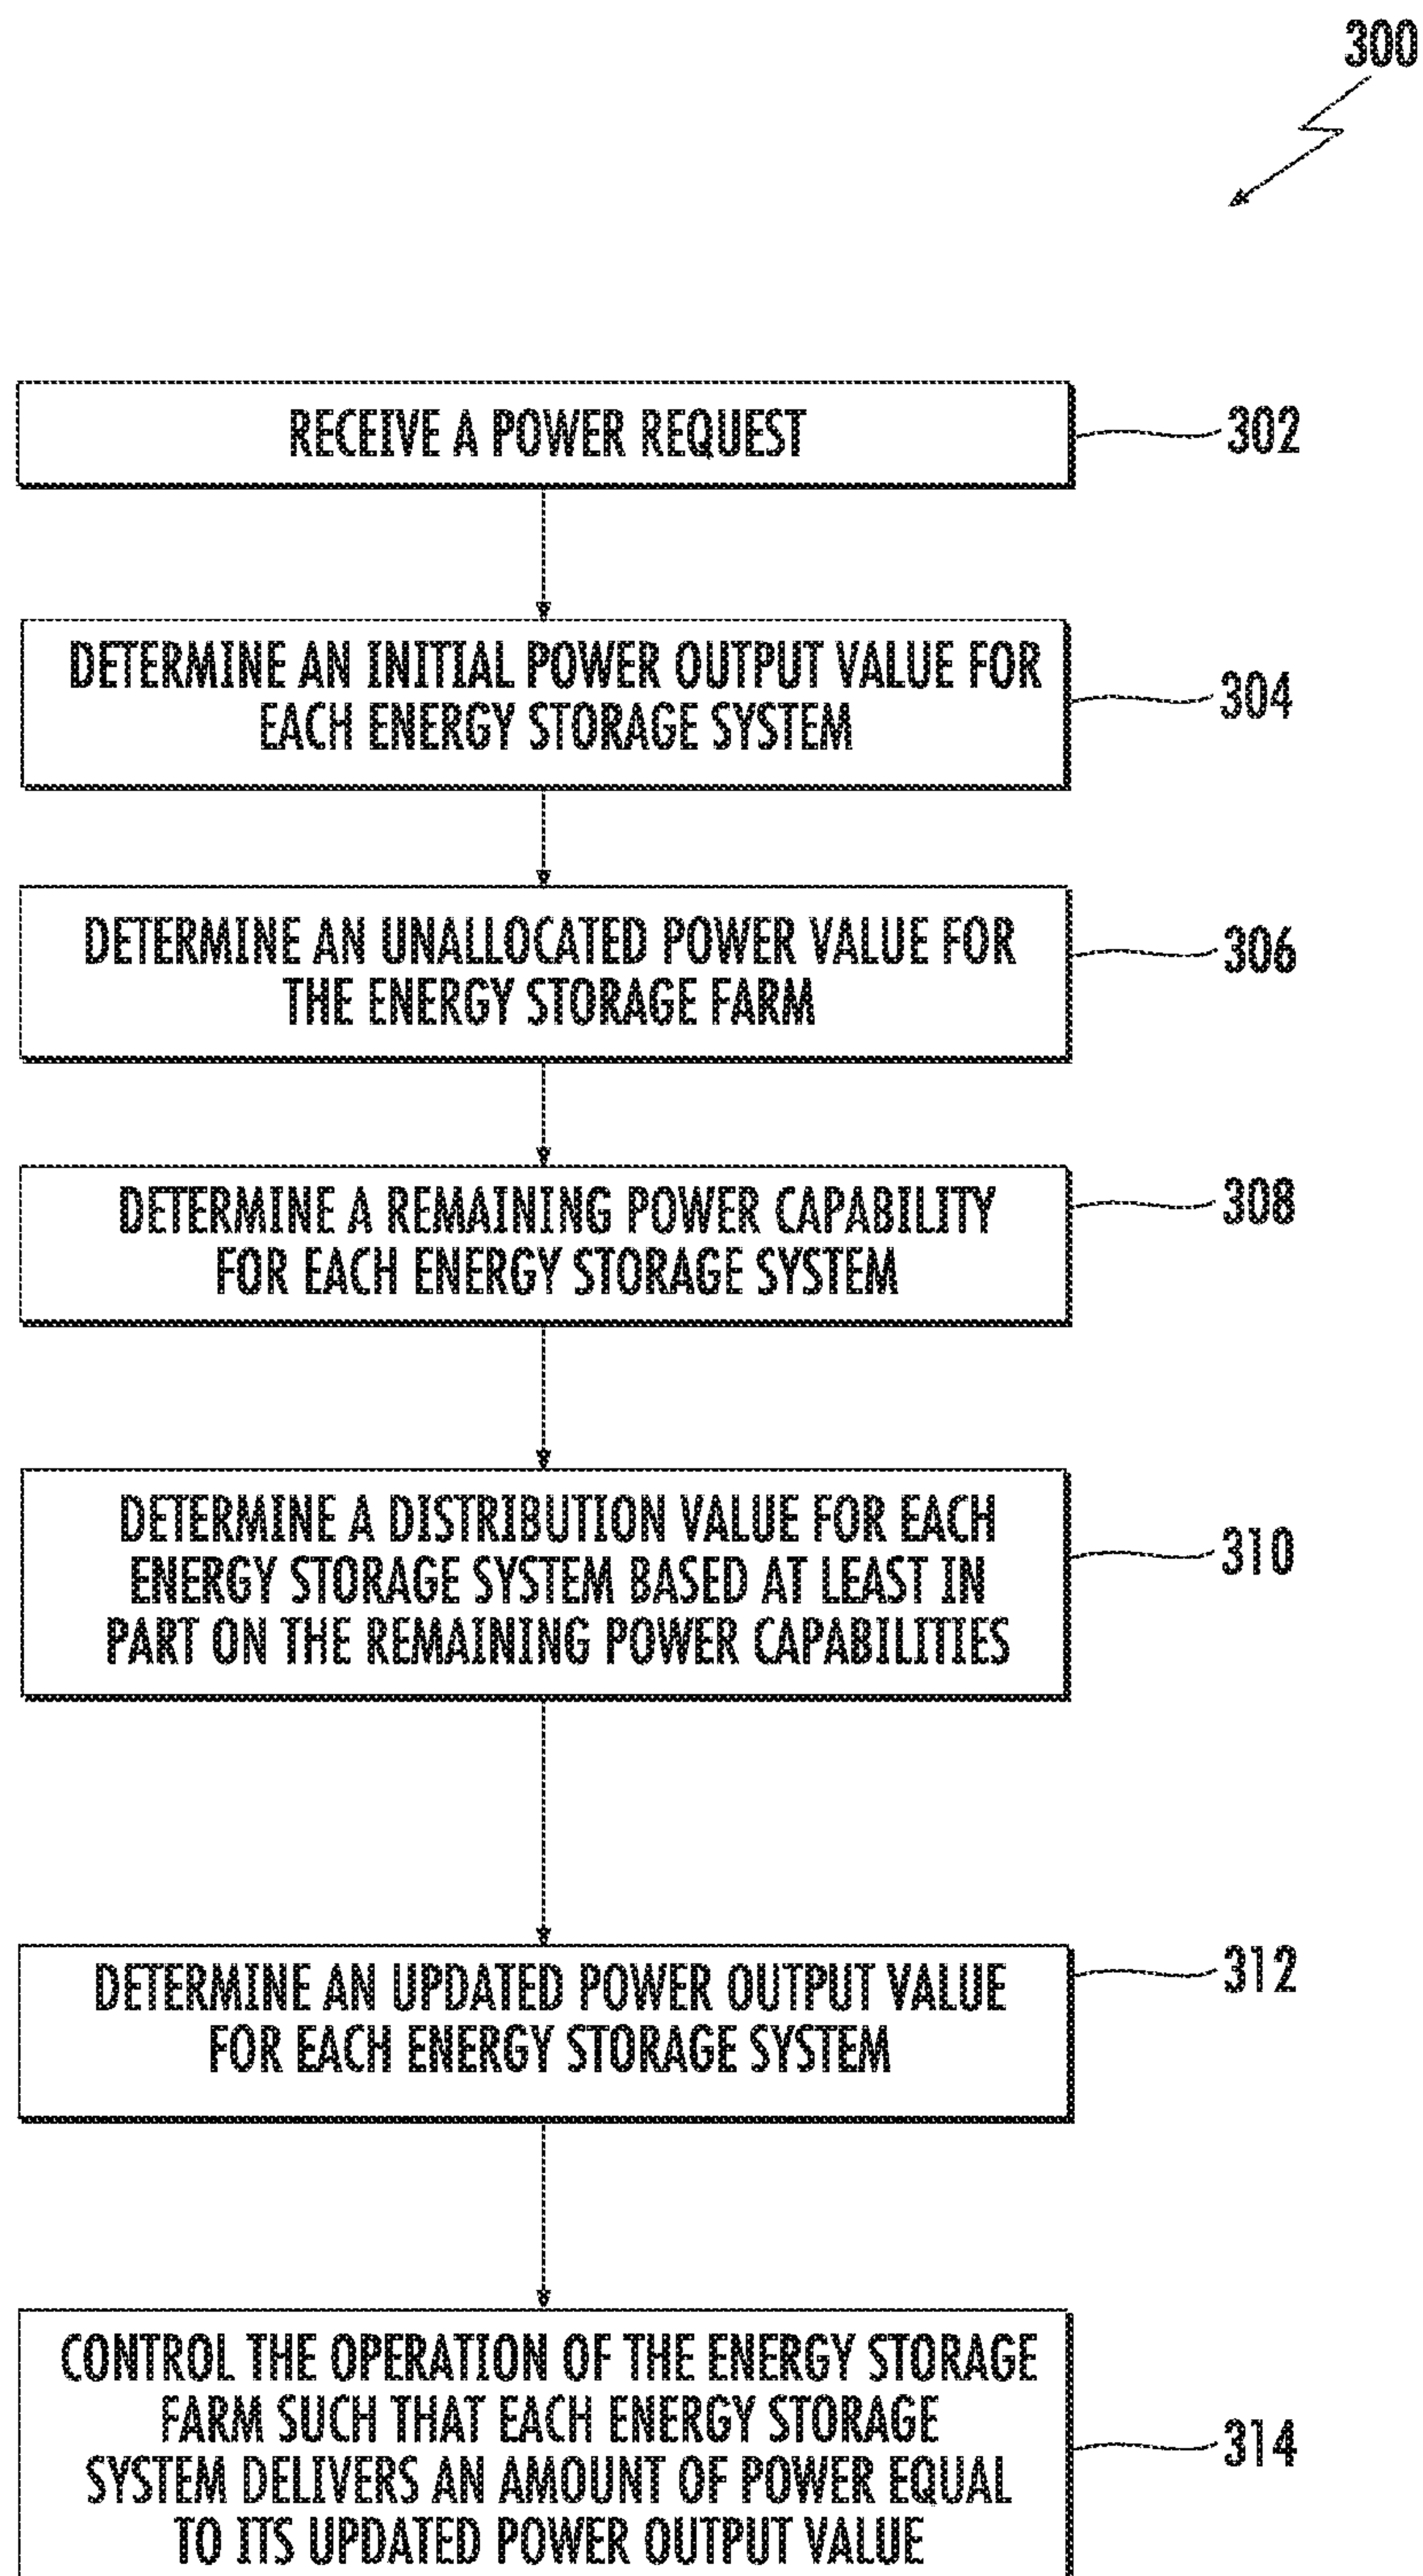 300
RECEIVE A POWER REQUEST
302
DETERMINE AN INITIAL POWER OUTPUT VALUE FOR
EACH ENERGY STORAGE SYSTEM
304
DETERMINE AN UNALLOCATED POWER VALUE FOR
THE ENERGY STORAGE FARM
306
DETERMINE A REMAINING POWER CAPABILITY
FOR EACH ENERGY STORAGE SYSTEM
308
DETERMINE A DISTRIBUTION VALUE FOR EACH
ENERGY STORAGE SYSTEM BASED AT LEAST IN
PART ON THE REMAINING POWER CAPABILITIES
310
DETERMINE AN UPDATED POWER OUTPUT VALUE
FOR EACH ENERGY STORAGE SYSTEM
312
CONTROL THE OPERATION OF THE ENERGY STORAGE
FARM SUCH THAT EACH ENERGY STORAGE
SYSTEM DELIVERS AN AMOUNT OF POWER EQUAL
TO ITS UPDATED POWER OUTPUT VALUE
314